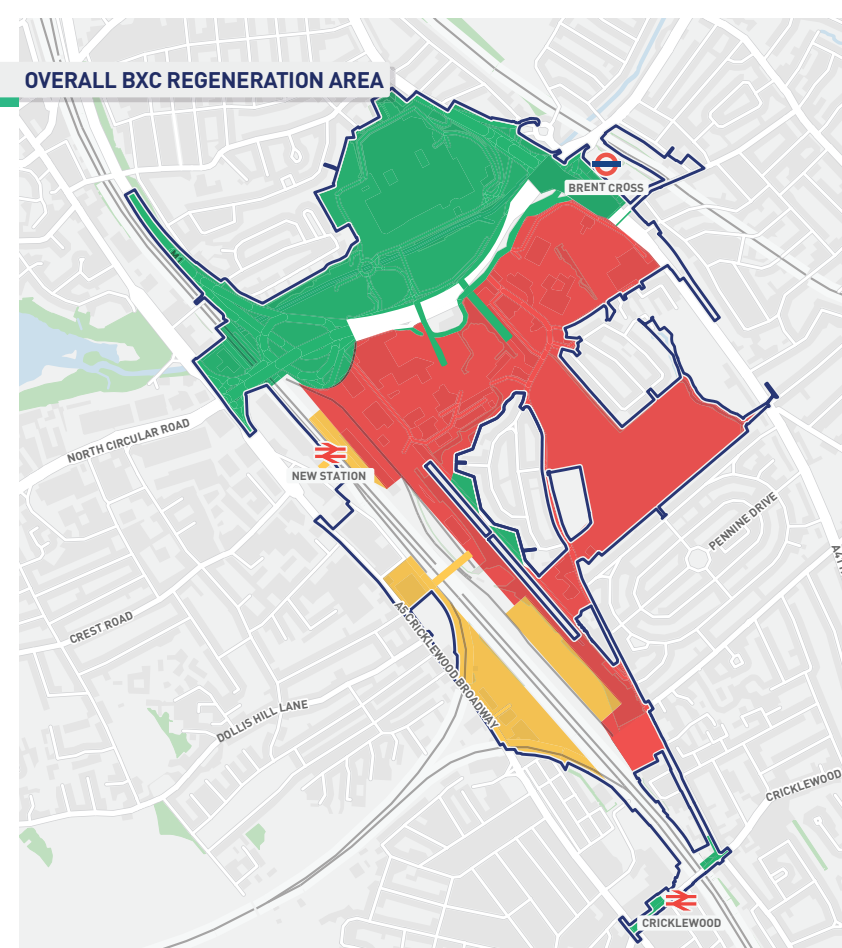 OVERALL BXC REGENERATION AREA
BRENT CROSS
NORTH CIRCULAR ROAD
NEW STATION
PENNINE DRIVE
CREST ROAD
A5 CRICKLEWOOD BROADWAY
DOLLIS HILL LANE
CRICKLEWOOD
CRICKLEWOOD